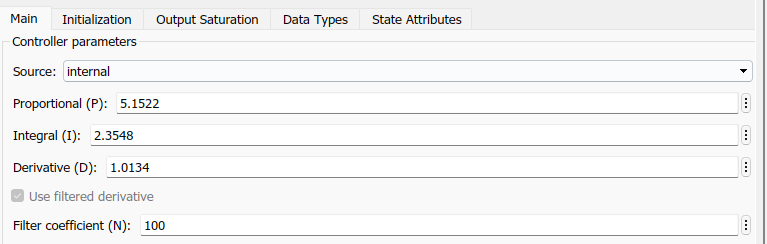 Main Initialization Output Saturation Data Types State Attributes
Controller parameters
Source: internal
Proportional (P): 5.1522
Integral (I): 2.3548
Derivative (D): 1.0134
Use filtered derivative
Filter coefficient (N): 100